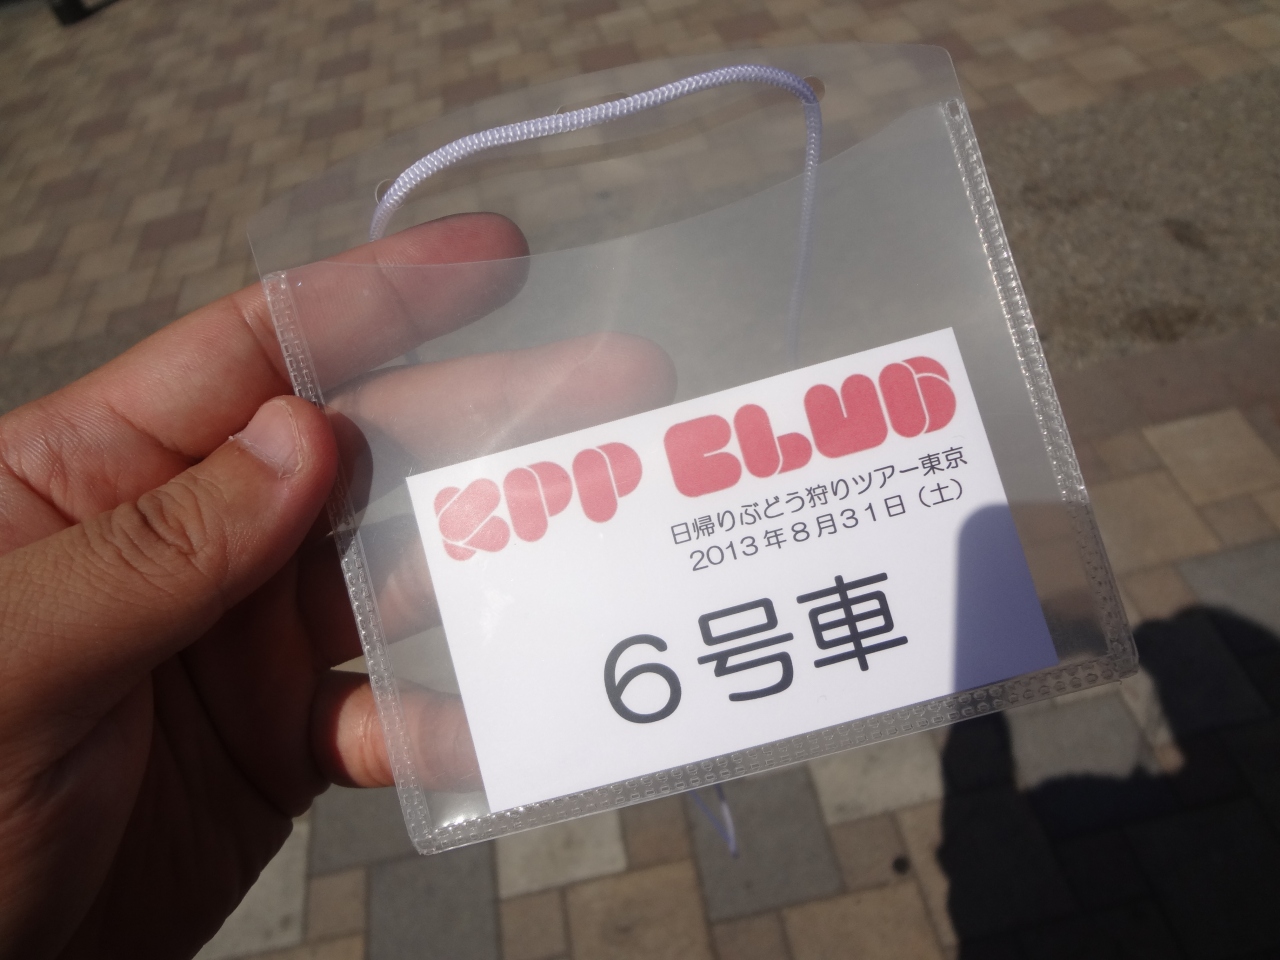 KPP CLUB
日帰りぶどう狩りツアー東京
2013年8月31日（土）
6号車